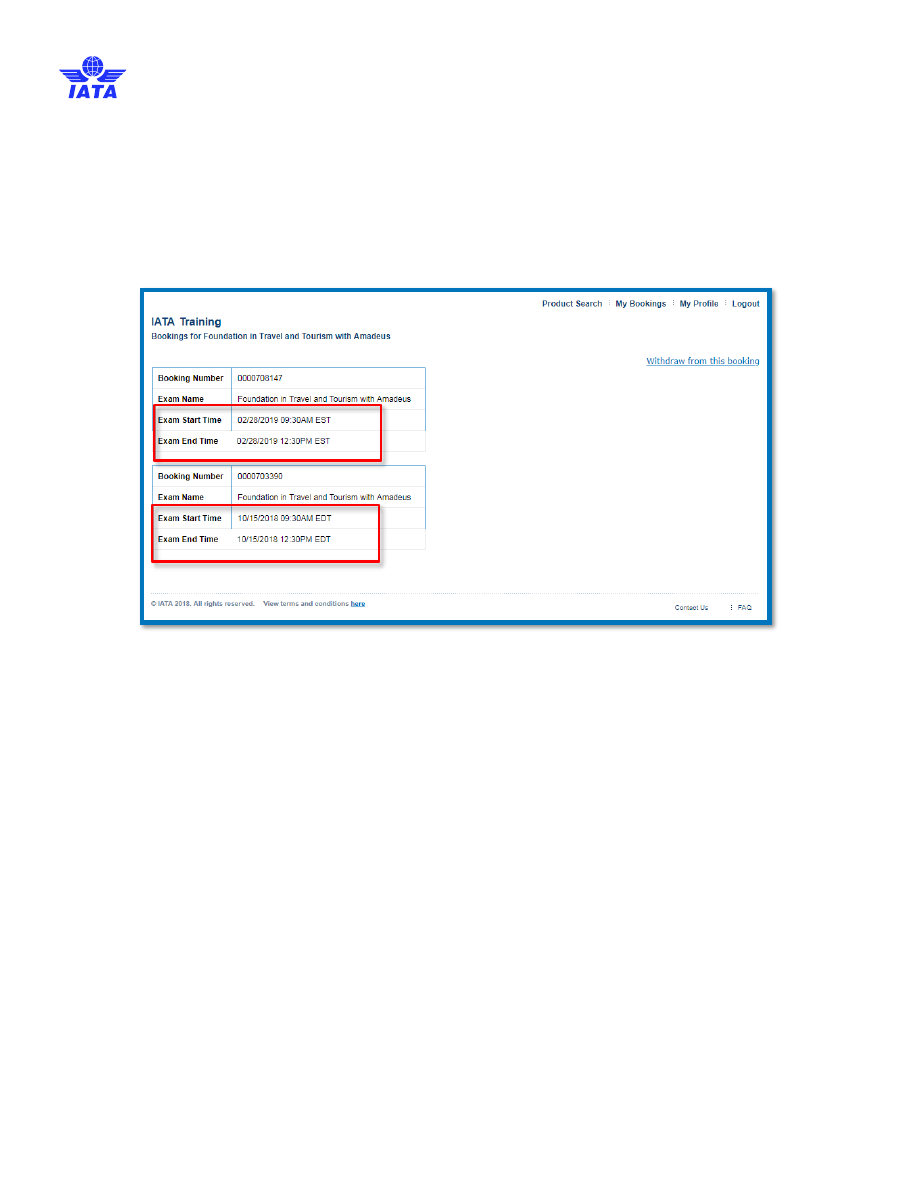 IATA
Product Search : My Bookings : My Profile : Logout
IATA Training
Bookings for Foundation in Travel and Tourism with Amadeus
Withdraw from this booking
Booking Number 0000708147
Exam Name Foundation in Travel and Tourism with Amadeus
Exam Start Time 02/28/2019 09:30AM EST
Exam End Time 02/28/2019 12:30PM EST
Booking Number 0000703390
Exam Name Foundation in Travel and Tourism with Amadeus
Exam Start Time 10/15/2018 09:30AM EDT
Exam End Time 10/15/2018 12:30PM EDT
© IATA 2018. All rights reserved. View terms and conditions here
Contact Us : FAQ